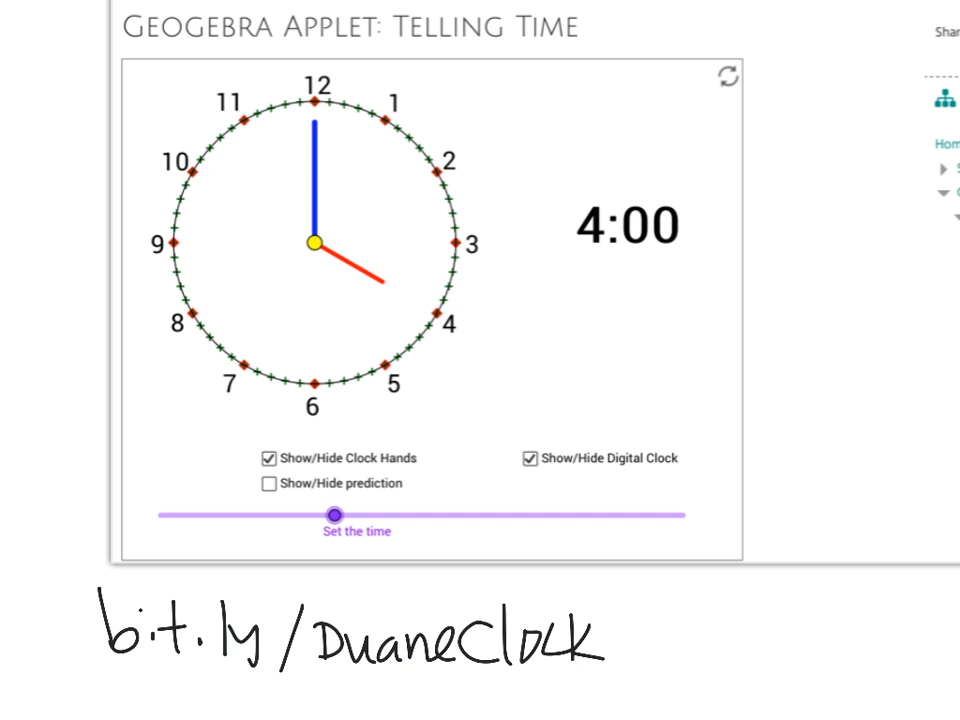 GEOGEBRA APPLET: TELLING TIME
12
11
1
10
2
4:00
9
3
8
4
7
5
6
Show/Hide Clock Hands
Show/Hide Digital Clock
Show/Hide prediction
Set the time
bit.ly/DuaneClock